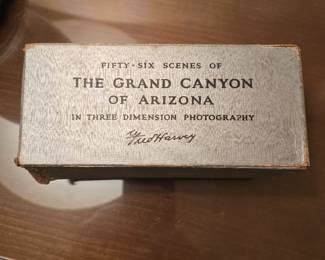 FIFTY-SIX SCENES OF
THE GRAND CANYON
OF ARIZONA
IN THREE DIMENSION PHOTOGRAPHY
Fred Harvey